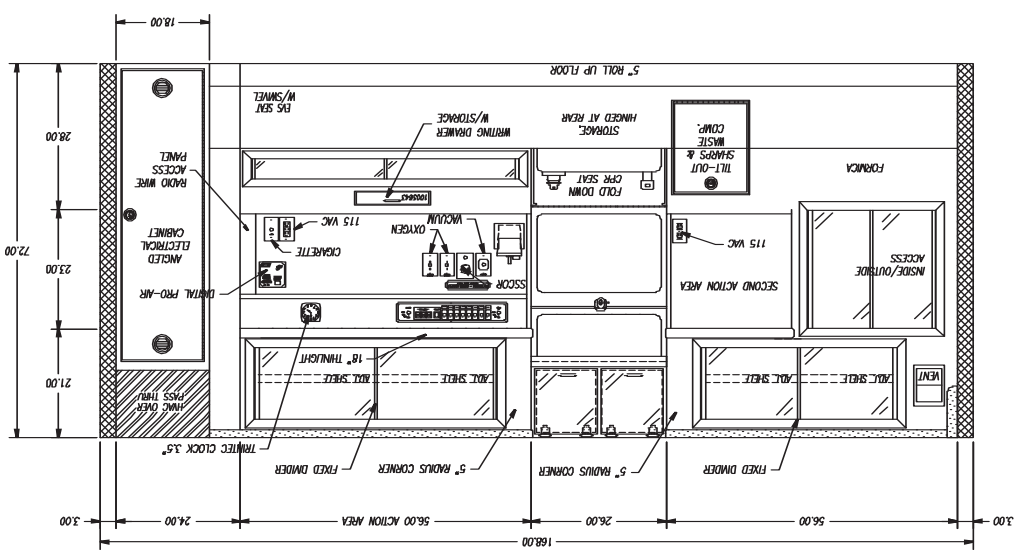 168.00
3.00
56.00
26.00
56.00 ACTION AREA
24.00
3.00
FIXED DIVIDER
5" RADIUS CORNER
5" RADIUS CORNER
FIXED DIVIDER
TRINTEC CLOCK 3.5"
VENT
ADJ. SHELF
ADJ. SHELF
ADJ. SHELF
ADJ. SHELF
18" THINLIGHT
HVAC OVER
PASS THRU
21.00
INSIDE/OUTSIDE
ACCESS
SECOND ACTION AREA
115 VAC
SSCOR
OXYGEN
VACUUM
DIGITAL PRO-AIR
CIGARETTE
115 VAC
ANGLED
ELECTRICAL
CABINET
23.00
72.00
RADIO WIRE
ACCESS
PANEL
FORMICA
TILT-OUT
SHARPS &
WASTE
COMP.
FOLD DOWN
CPR SEAT
1005643
STORAGE.
HINGED AT REAR
WRITING DRAWER
W/STORAGE
EVS SEAT
W/SWIVEL
28.00
5" ROLL UP FLOOR
18.00